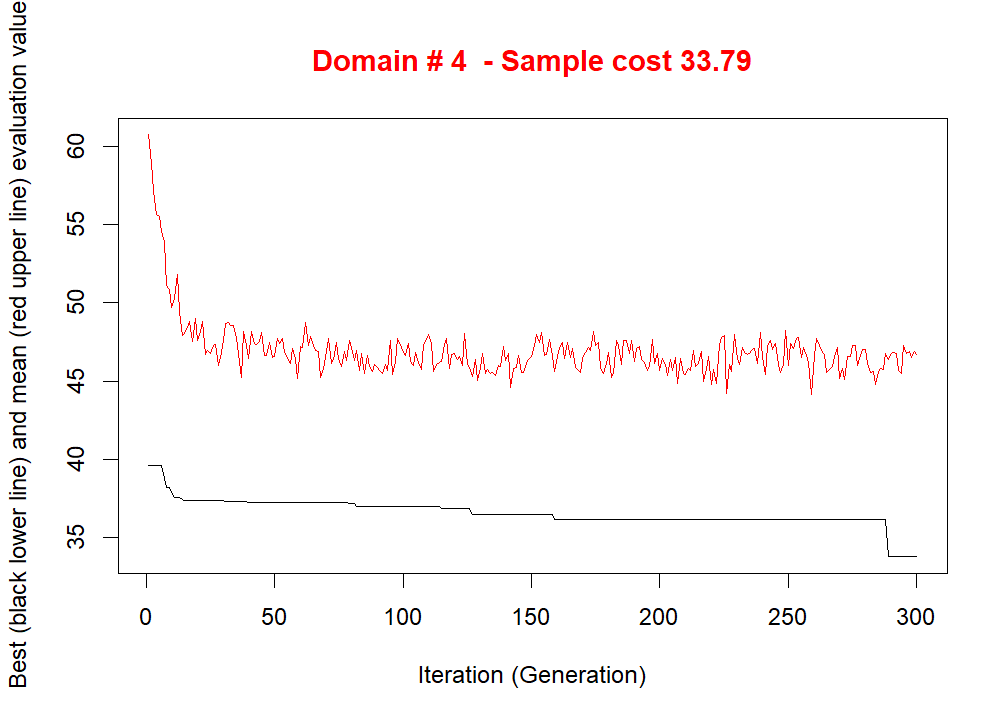 Domain # 4  - Sample cost 33.79
Best (black lower line) and mean (red upper line) evaluation value
60
55
50
45
40
35
0 50 100 150 200 250 300
Iteration (Generation)